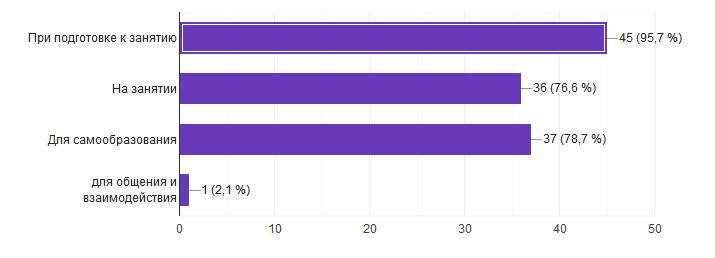 При подготовке к занятию
45 (95,7 %)
На занятии
36 (76,6 %)
Для самообразования
37 (78,7 %)
для общения и
взаимодействия
1 (2,1 %)
0 10 20 30 40 50